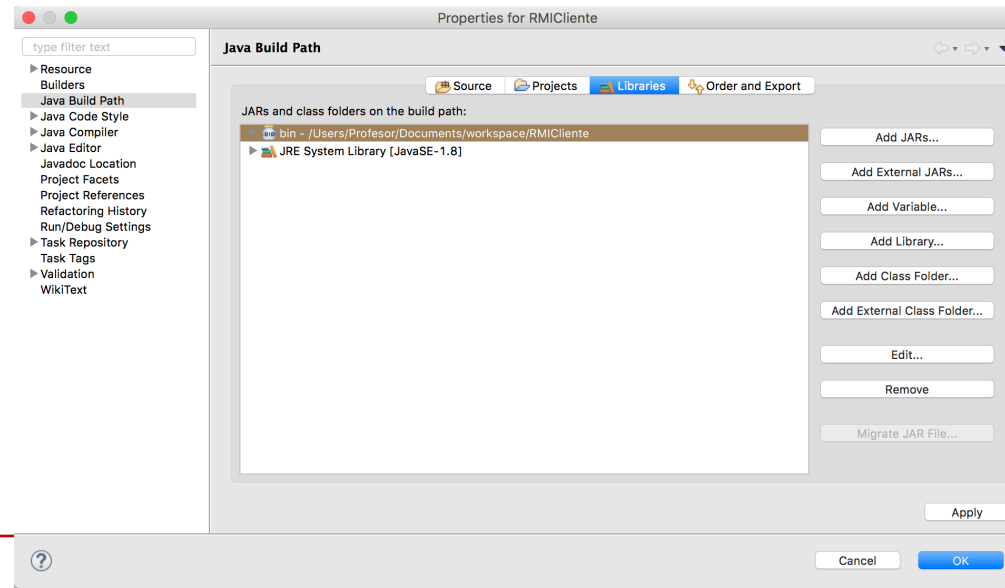 Properties for RMICliente
type filter text
Resource
Builders
Java Build Path
Java Code Style
Java Compiler
Java Editor
Javadoc Location
Project Facets
Project References
Refactoring History
Run/Debug Settings
Task Repository
Task Tags
Validation
WikiText
Java Build Path
Source
Projects
Libraries
Order and Export
JARs and class folders on the build path:
bin - /Users/Profesor/Documents/workspace/RMICliente
JRE System Library [JavaSE-1.8]
Add JARs...
Add External JARs...
Add Variable...
Add Library...
Add Class Folder...
Add External Class Folder...
Edit...
Remove
Migrate JAR File...
Apply
?
Cancel
OK